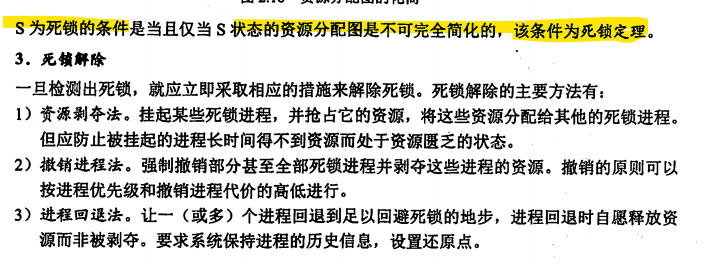 图2.16 资源分配图的化简
S 为死锁的条件是当且仅当 S 状态的资源分配图是不可完全简化的，该条件为死锁定理。
3．死锁解除
一旦检测出死锁，就应立即采取相应的措施来解除死锁。死锁解除的主要方法有：
1）资源剥夺法。挂起某些死锁进程，并抢占它的资源，将这些资源分配给其他的死锁进程。
但应防止被挂起的进程长时间得不到资源而处于资源匮乏的状态。
2）撤销进程法。强制撤销部分甚至全部死锁进程并剥夺这些进程的资源。撤销的原则可以
按进程优先级和撤销进程代价的高低进行。
3）进程回退法。让一（或多）个进程回退到足以回避死锁的地步，进程回退时自愿释放资
源而非被剥夺。要求系统保持进程的历史信息，设置还原点。